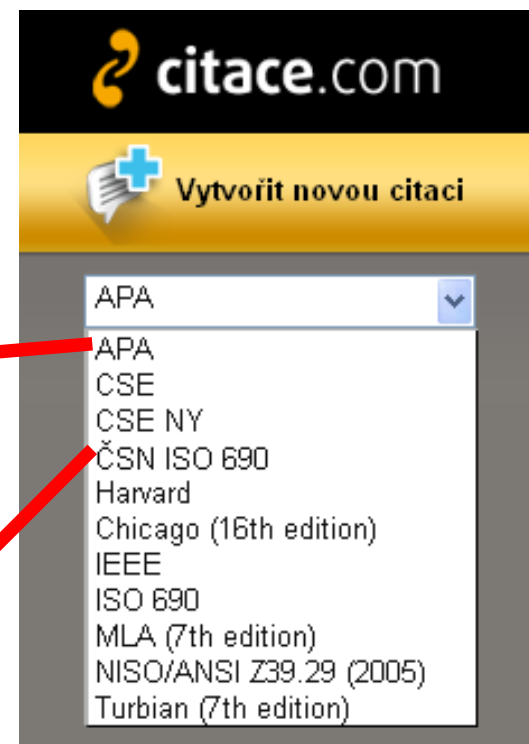 citace.com
Vytvořit novou citaci
APA
APA
CSE
CSE NY
ČSN ISO 690
Harvard
Chicago (16th edition)
IEEE
ISO 690
MLA (7th edition)
NISO/ANSI Z39.29 (2005)
Turbian (7th edition)